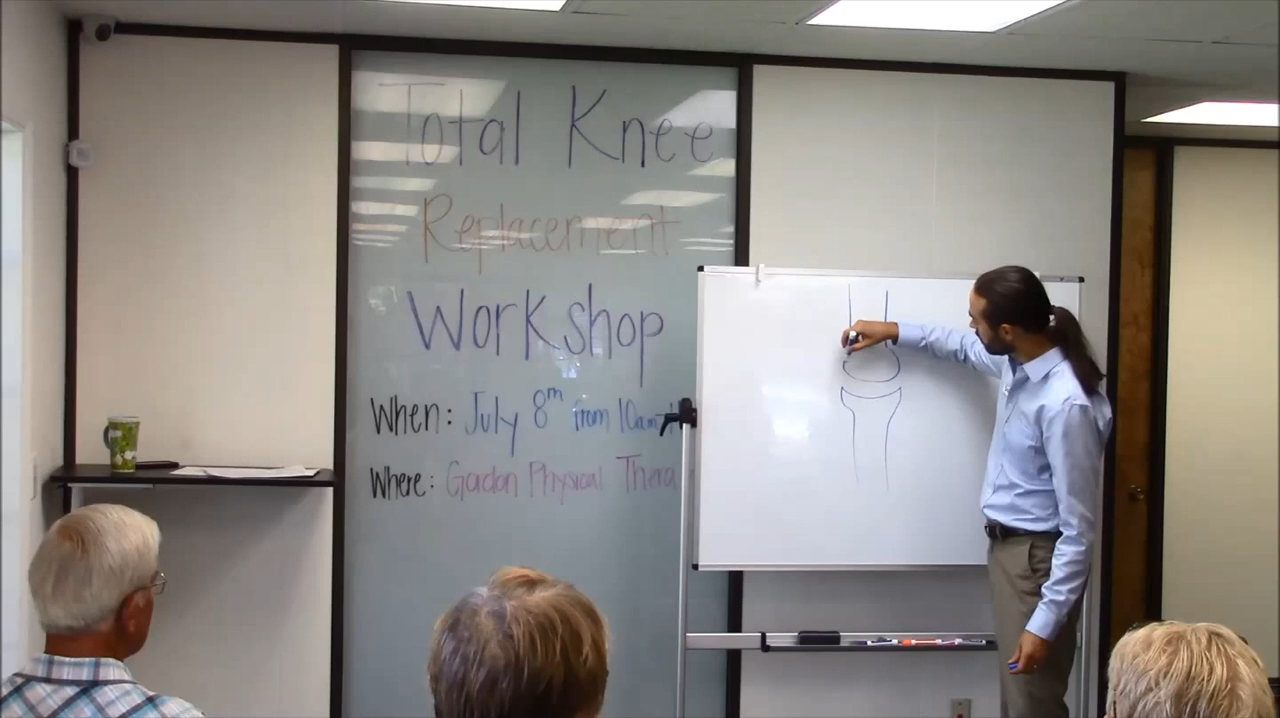 Total Knee
Replacement
Workshop
When: July 8th from 10am
Where: Gordon Physical Thera